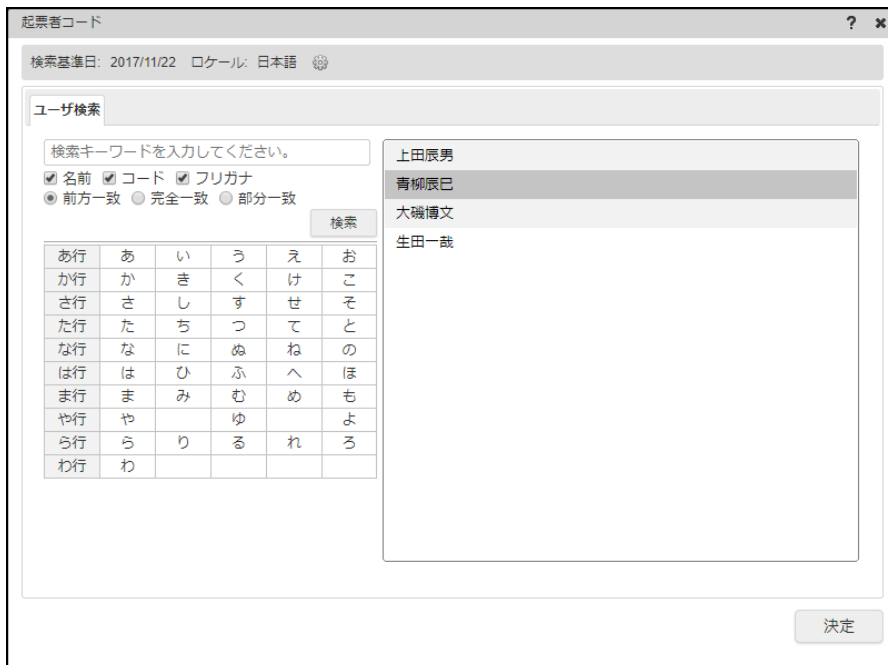 起票者コード ? ✖
検索基準日: 2017/11/22 ロケール: 日本語
ユーザ検索
検索キーワードを入力してください。
名前 コード フリガナ
前方一致 完全一致 部分一致
検索
あ行 あ い う え お
か行 か き く け こ
さ行 さ し す せ そ
た行 た ち つ て と
な行 な に ぬ ね の
は行 は ひ ふ へ ほ
ま行 ま み む め も
や行 や ゆ よ
ら行 ら り る れ ろ
わ行 わ
上田辰男
青柳辰巳
大磯博文
生田一哉
決定